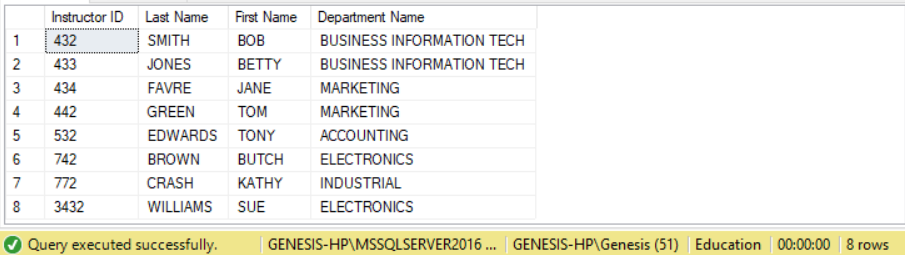 Instructor ID Last Name First Name Department Name
1 432 SMITH BOB BUSINESS INFORMATION TECH
2 433 JONES BETTY BUSINESS INFORMATION TECH
3 434 FAVRE JANE MARKETING
4 442 GREEN TOM MARKETING
5 532 EDWARDS TONY ACCOUNTING
6 742 BROWN BUTCH ELECTRONICS
7 772 CRASH KATHY INDUSTRIAL
8 3432 WILLIAMS SUE ELECTRONICS
Query executed successfully. GENESIS-HP\MSSQLSERVER2016 ... GENESIS-HP\Genesis (51) Education 00:00:00 8 rows